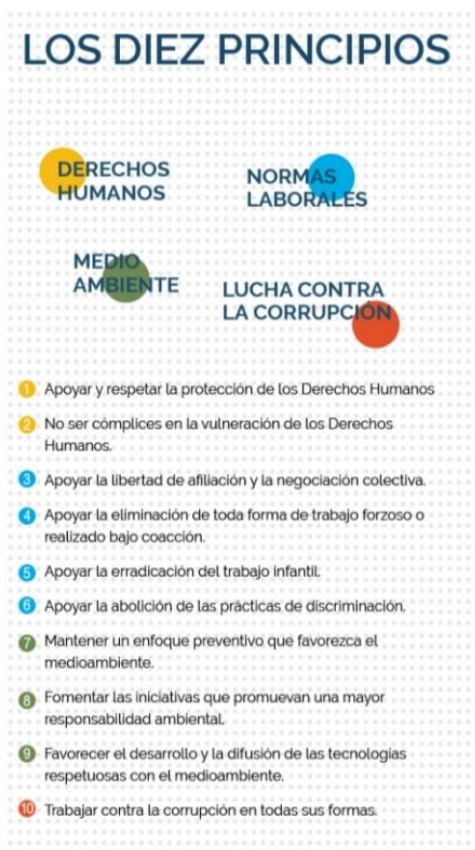 LOS DIEZ PRINCIPIOS
DERECHOS
HUMANOS
NORMAS
LABORALES
MEDIO
AMBIENTE
LUCHA CONTRA
LA CORRUPCIÓN
1 Apoyar y respetar la protección de los Derechos Humanos
2 No ser cómplices en la vulneración de los Derechos
Humanos.
3 Apoyar la libertad de afiliación y la negociación colectiva.
4 Apoyar la eliminación de toda forma de trabajo forzoso o
realizado bajo coacción.
5 Apoyar la erradicación del trabajo infantil.
6 Apoyar la abolición de las prácticas de discriminación.
7 Mantener un enfoque preventivo que favorezca el
medioambiente.
8 Fomentar las iniciativas que promuevan una mayor
responsabilidad ambiental.
9 Favorecer el desarrollo y la difusión de las tecnologías
respetuosas con el medioambiente.
10 Trabajar contra la corrupción en todas sus formas.